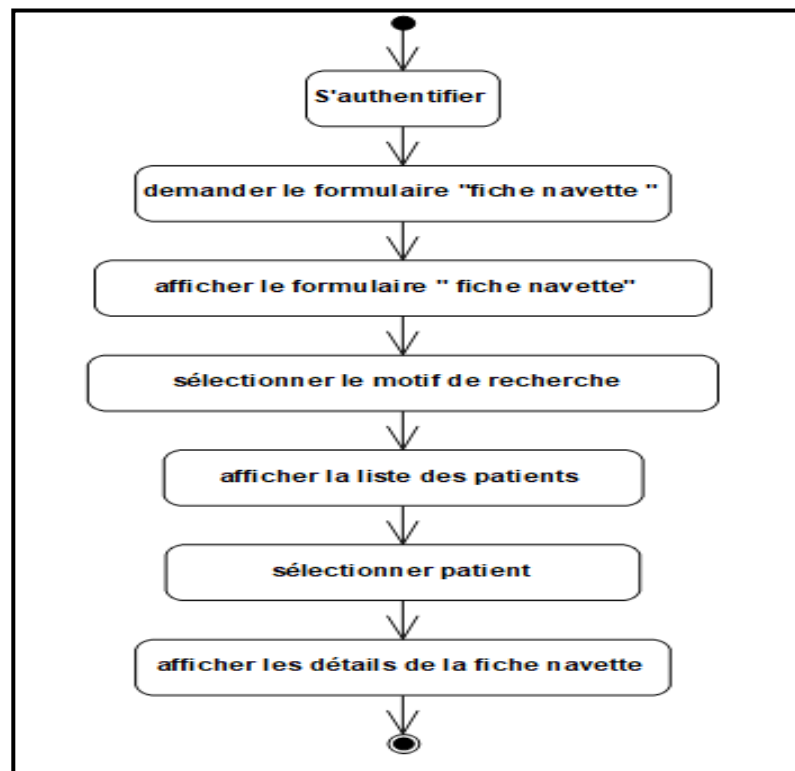 S'authentifier
demander le formulaire "fiche navette "
afficher le formulaire " fiche navette"
sélectionner le motif de recherche
afficher la liste des patients
sélectionner patient
afficher les détails de la fiche navette